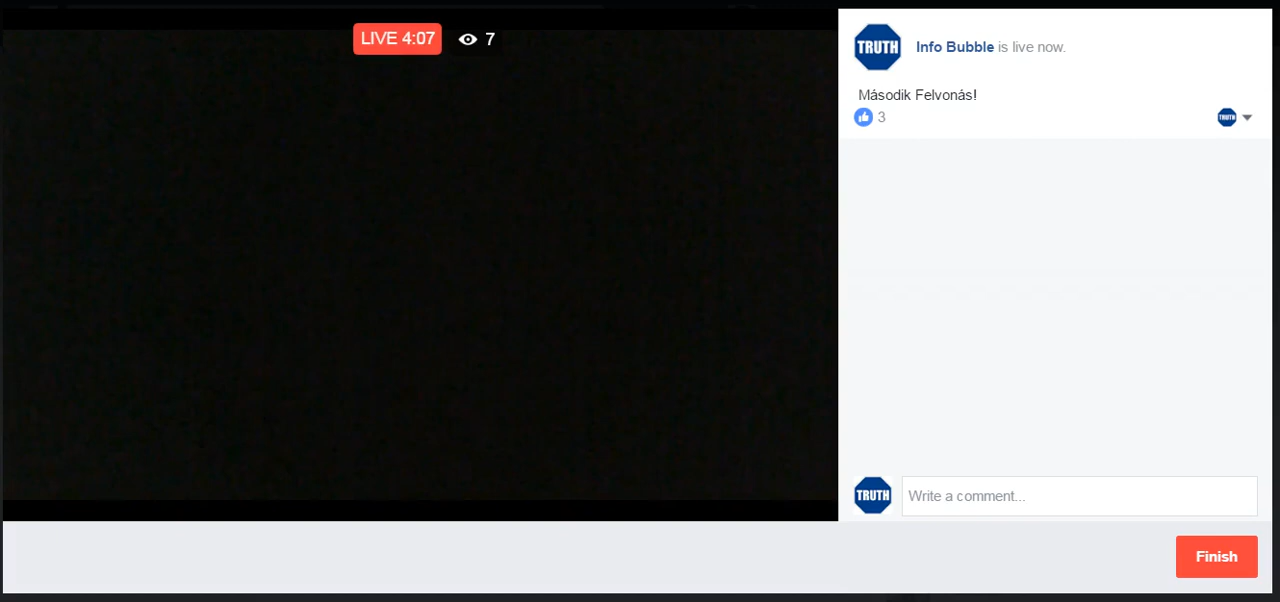 LIVE 4:07 7
TRUTH
Info Bubble is live now.
Második Felvonás!
3
TRUTH
TRUTH
Write a comment...
Finish